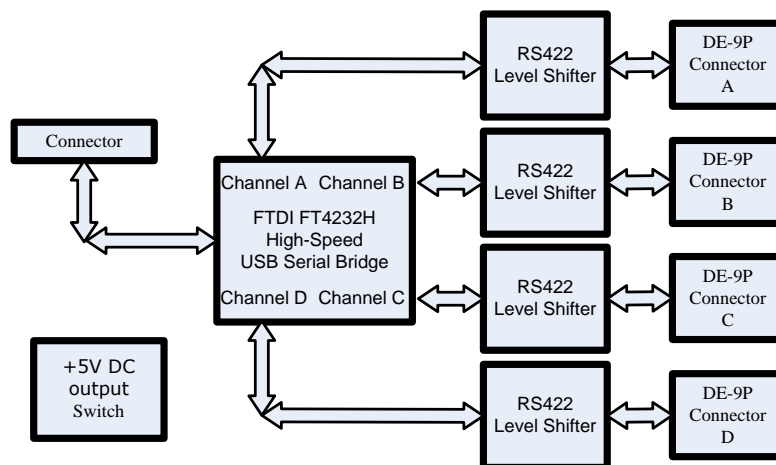 RS422
Level Shifter
DE-9P
Connector
A
Connector
Channel A Channel B
FTDI FT4232H
High-Speed
USB Serial Bridge
Channel D Channel C
RS422
Level Shifter
DE-9P
Connector
B
RS422
Level Shifter
DE-9P
Connector
C
+5V DC
output
Switch
RS422
Level Shifter
DE-9P
Connector
D